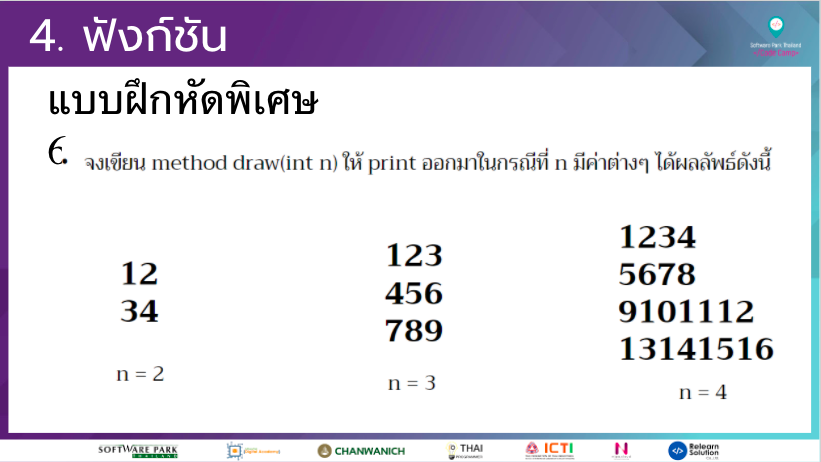 4. ฟังก์ชัน
Software Park Thailand
แบบฝึกหัดพิเศษ
6. จงเขียน method draw(int n) ให้ print ออกมาในกรณีที่ n มีค่าต่างๆ ได้ผลลัพธ์ดังนี้
12
34
n = 2
123
456
789
n = 3
1234
5678
9101112
13141516
n = 4
SOFTWARE PARK
THAILAND
CHANWANICH
THAI
PROGRAMMER
ICTI
N
Relearn
Solution